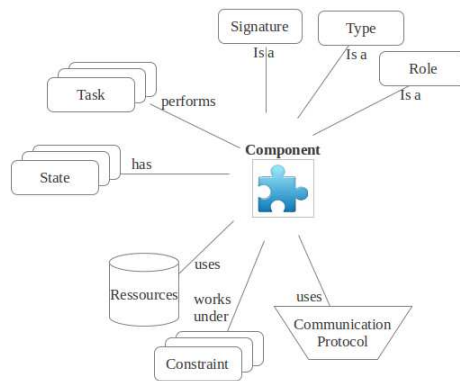 Signature
Is a
Type
Is a
Role
Is a
Task
performs
Component
State
has
Ressources
uses
works
under
Constraint
uses
Communication
Protocol